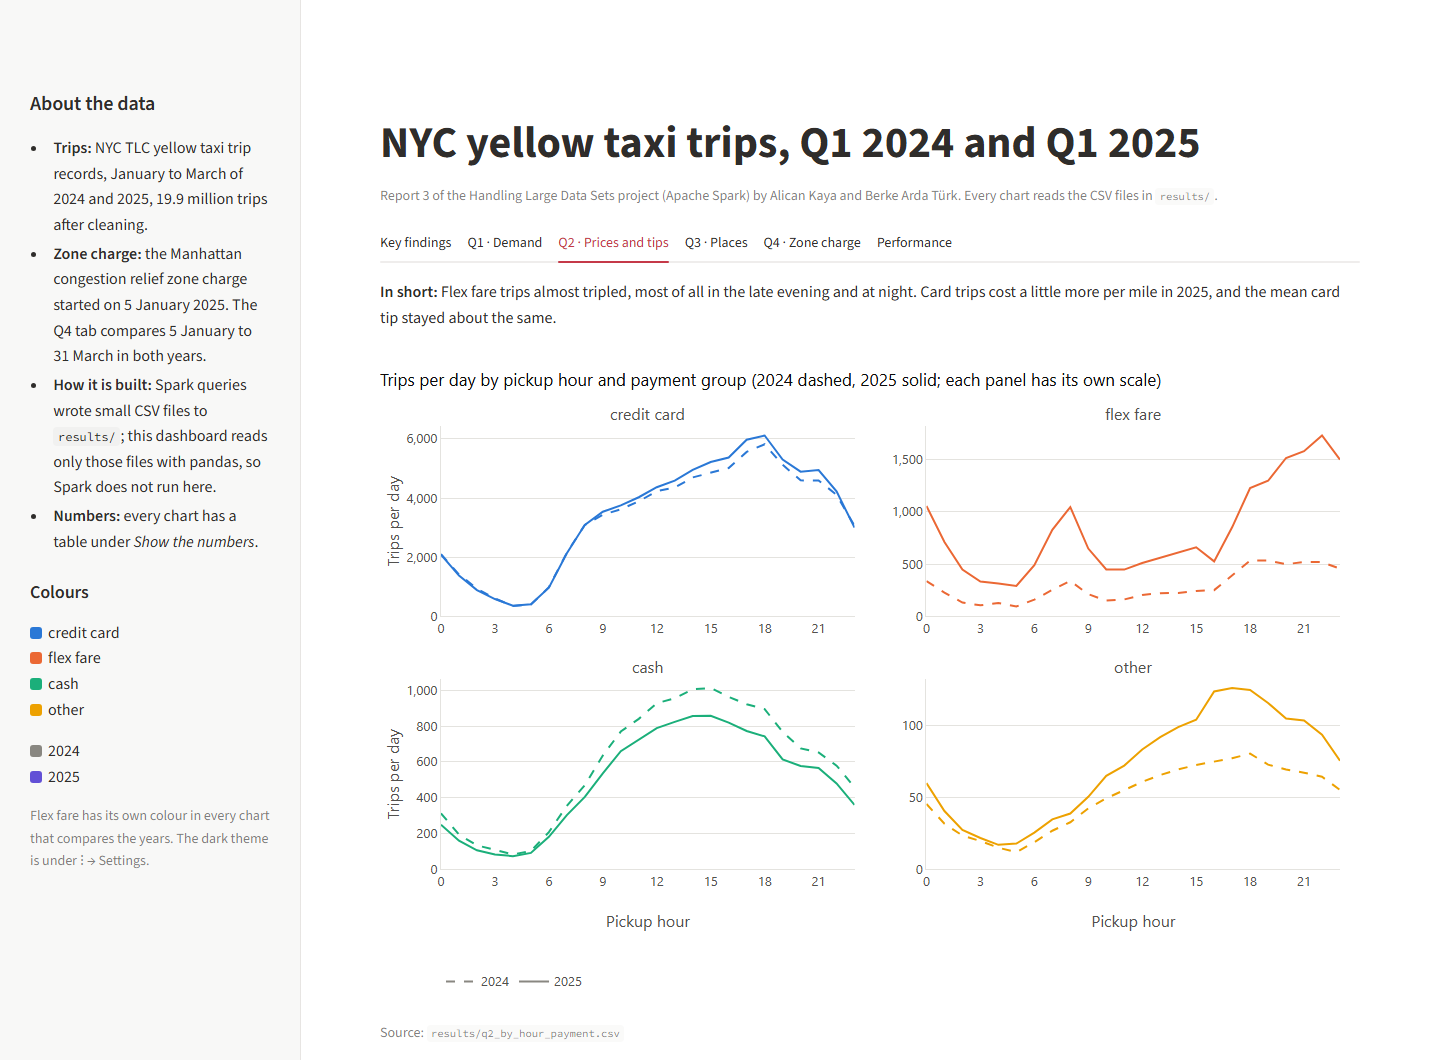 About the data
Trips: NYC TLC yellow taxi trip
records, January to March of
2024 and 2025, 19.9 million trips
after cleaning.
Zone charge: the Manhattan
congestion relief zone charge
started on 5 January 2025. The
Q4 tab compares 5 January to
31 March in both years.
How it is built: Spark queries
wrote small CSV files to
results/ ; this dashboard reads
only those files with pandas, so
Spark does not run here.
Numbers: every chart has a
table under Show the numbers.
Colours
credit card
flex fare
cash
other
2024
2025
Flex fare has its own colour in every chart
that compares the years. The dark theme
is under ⋮ → Settings.
NYC yellow taxi trips, Q1 2024 and Q1 2025
Report 3 of the Handling Large Data Sets project (Apache Spark) by Alican Kaya and Berke Arda Türk. Every chart reads the CSV files in results/ .
Key findings Q1 · Demand Q2 · Prices and tips Q3 · Places Q4 · Zone charge Performance
In short: Flex fare trips almost tripled, most of all in the late evening and at night. Card trips cost a little more per mile in 2025, and the mean card
tip stayed about the same.
Trips per day by pickup hour and payment group (2024 dashed, 2025 solid; each panel has its own scale)
credit card
Trips per day
6,000
4,000
2,000
0
0 3 6 9 12 15 18 21
flex fare
1,500
1,000
500
0
0 3 6 9 12 15 18 21
cash
Trips per day
1,000
800
600
400
200
0
0 3 6 9 12 15 18 21
Pickup hour
other
100
50
0
0 3 6 9 12 15 18 21
Pickup hour
2024 2025
Source: results/q2_by_hour_payment.csv